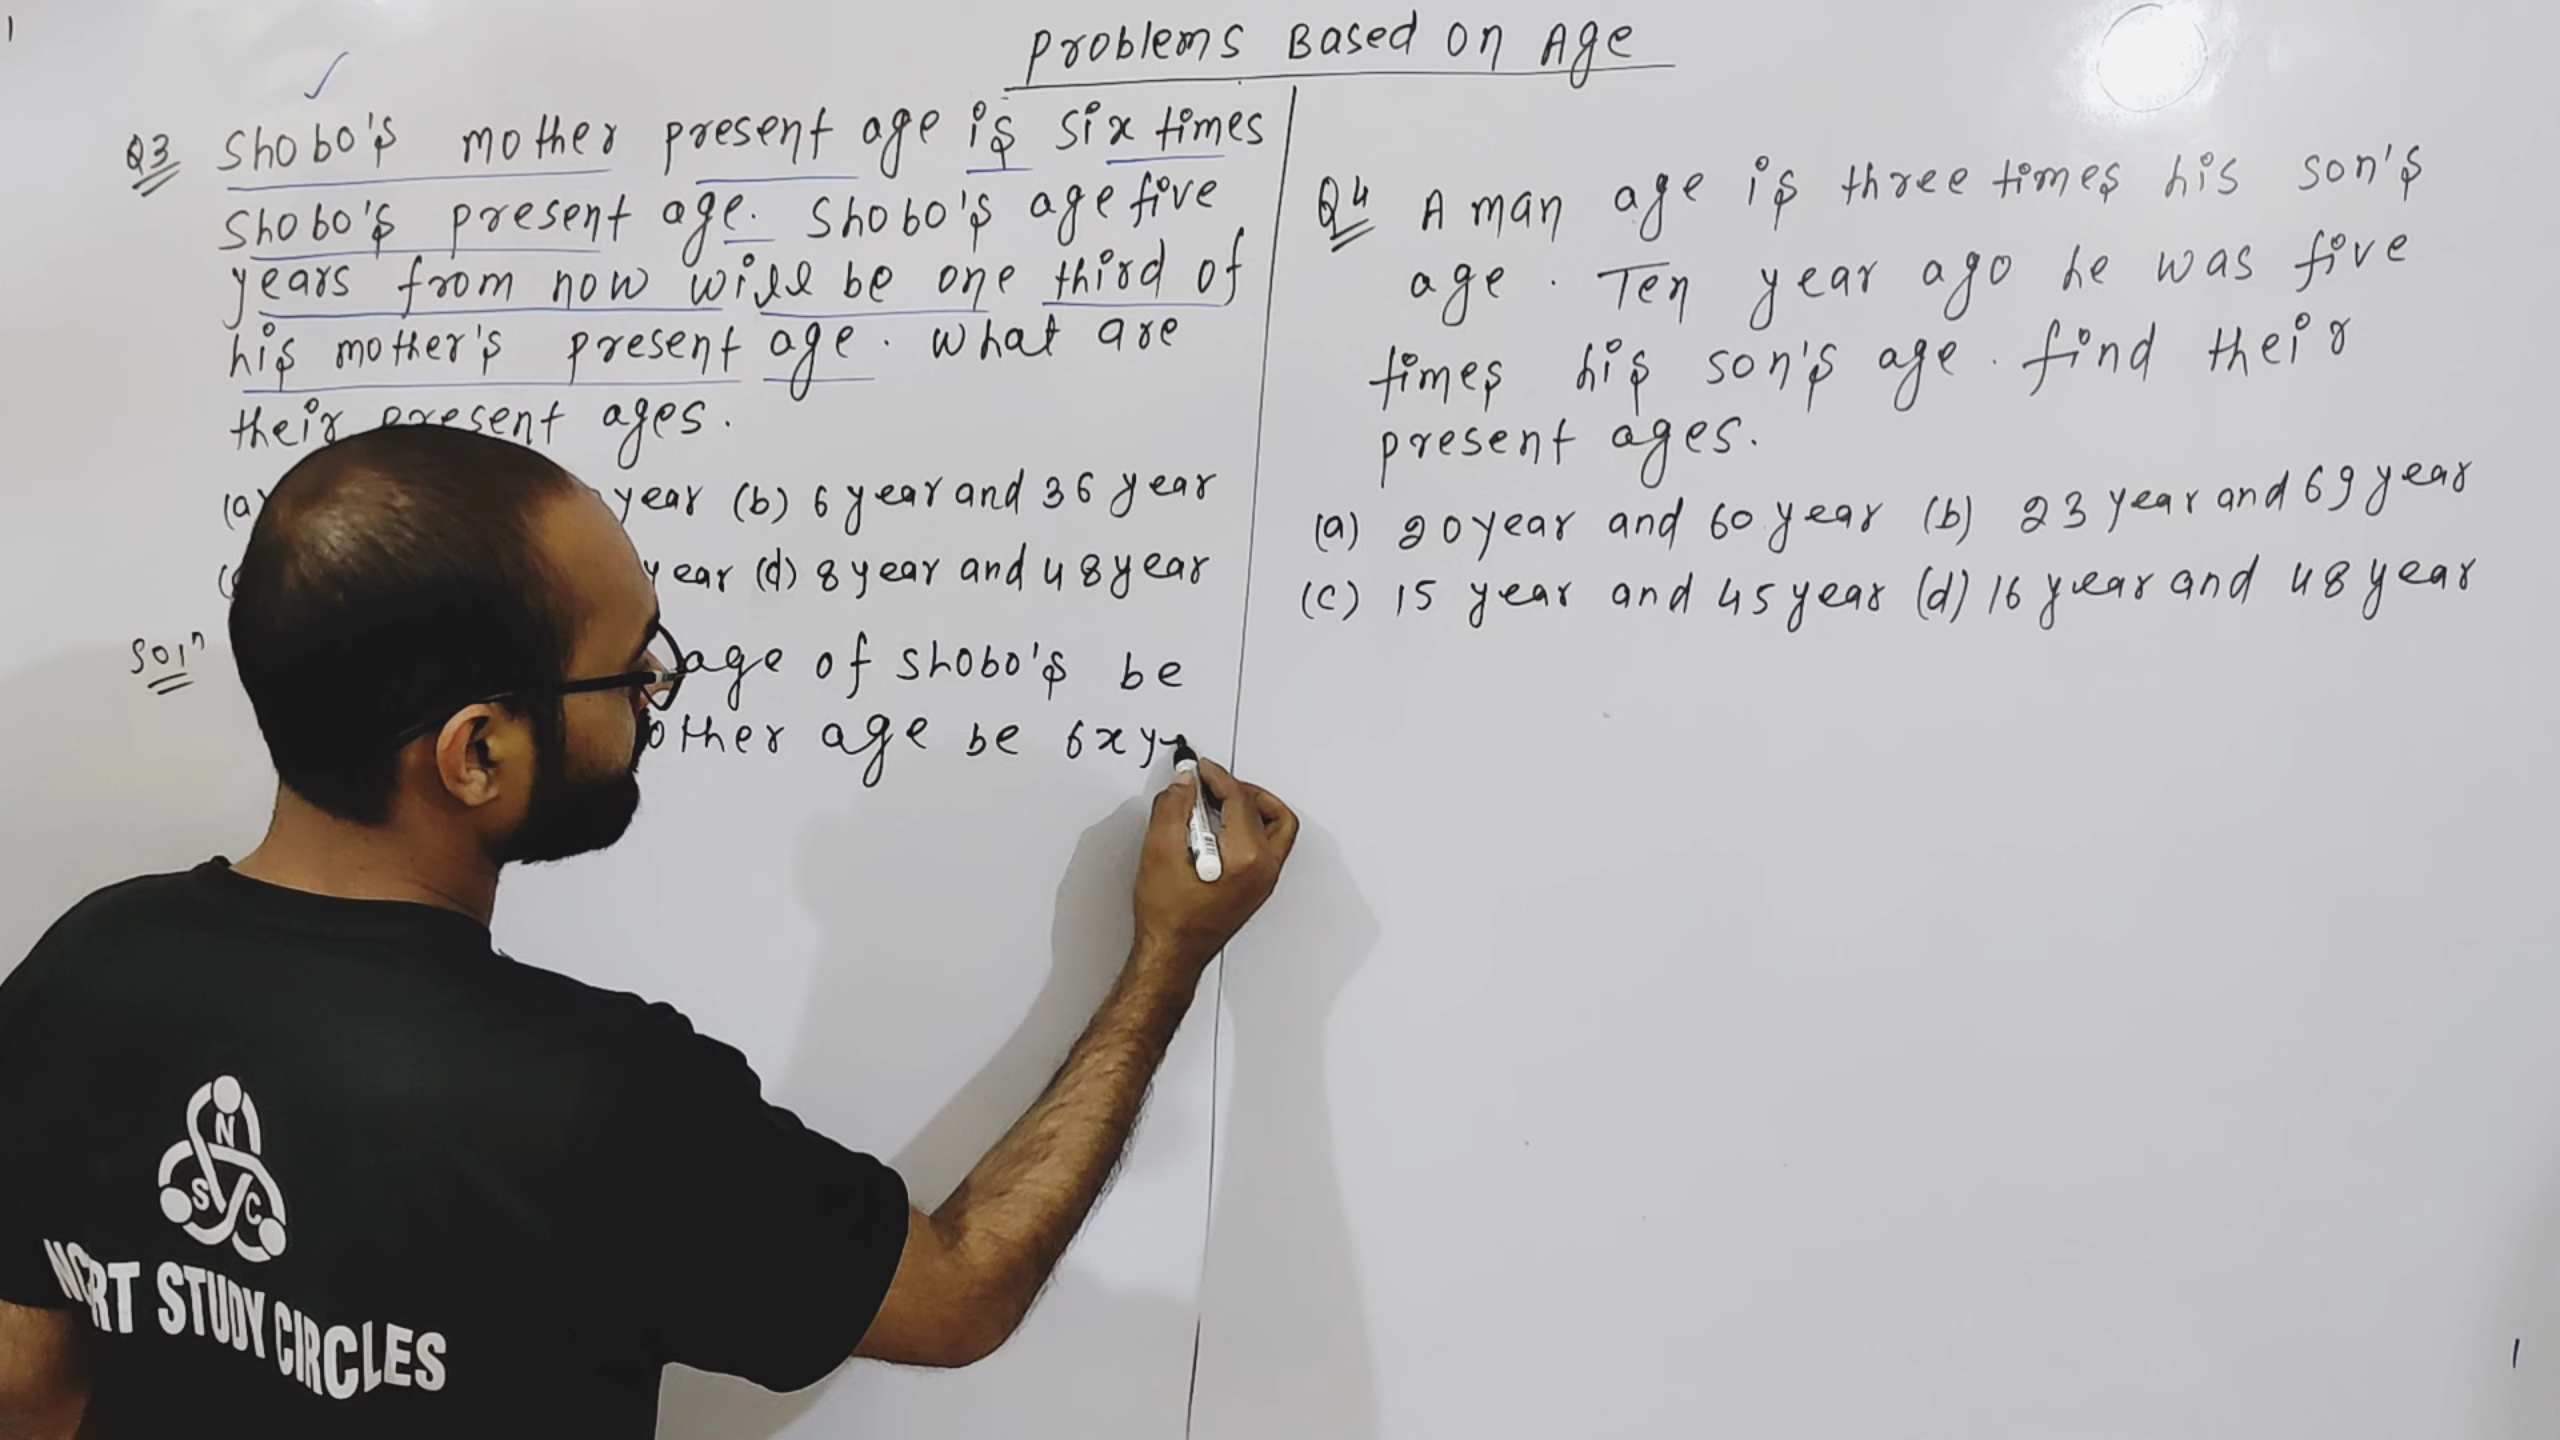 Problems Based On Age
Q3 Shobo's mother present age is six times
Shobo's present age. Shobo's age five
years from now will be one third of
his mother's present age. What are
their present ages.
(a) year (b) 6 year and 36 year
year (d) 8 year and 48 year
Solⁿ age of Shobo's be
other age be 6x y
Q4 A man age is three times his son's
age. Ten year ago he was five
times his son's age. find their
present ages.
(a) 20 year and 60 year (b) 23 year and 69 year
(c) 15 year and 45 year (d) 16 year and 48 year
N
S C
NCRT STUDY CIRCLES